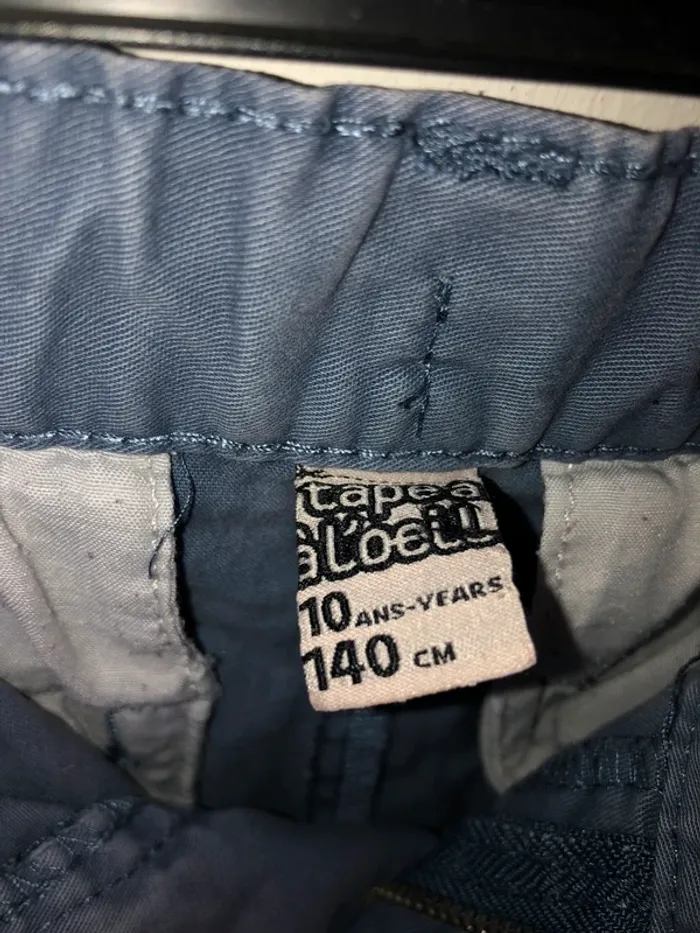 tape a
à l'oeil
10 ANS-YEARS
140 CM